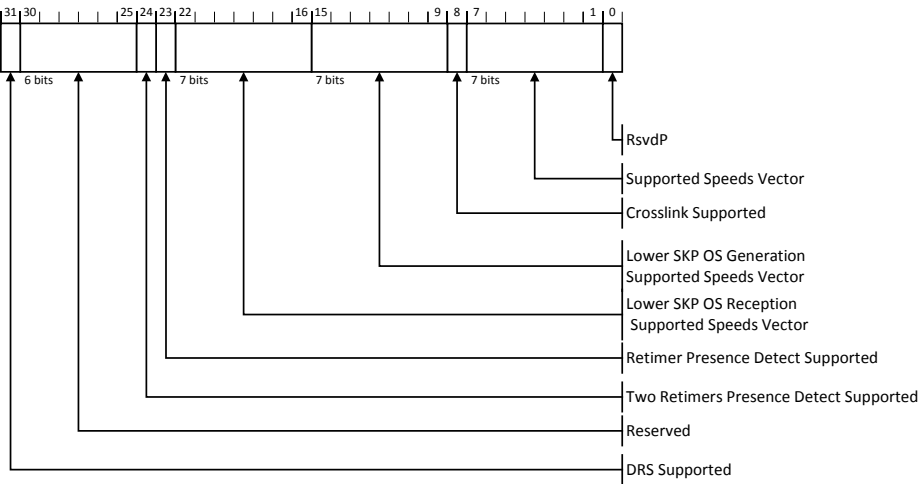 31 30 25 24 23 22 16 15 9 8 7 1 0
6 bits 7 bits 7 bits 7 bits
RsvdP
Supported Speeds Vector
Crosslink Supported
Lower SKP OS Generation
Supported Speeds Vector
Lower SKP OS Reception
Supported Speeds Vector
Retimer Presence Detect Supported
Two Retimers Presence Detect Supported
Reserved
DRS Supported